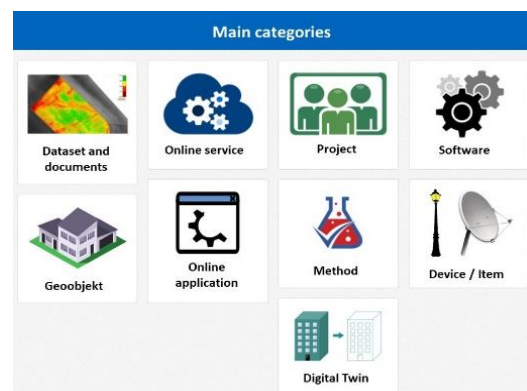 Main categories
Dataset and
documents
Online service
Project
Software
Geoobjekt
Online
application
Method
Device / Item
Digital Twin